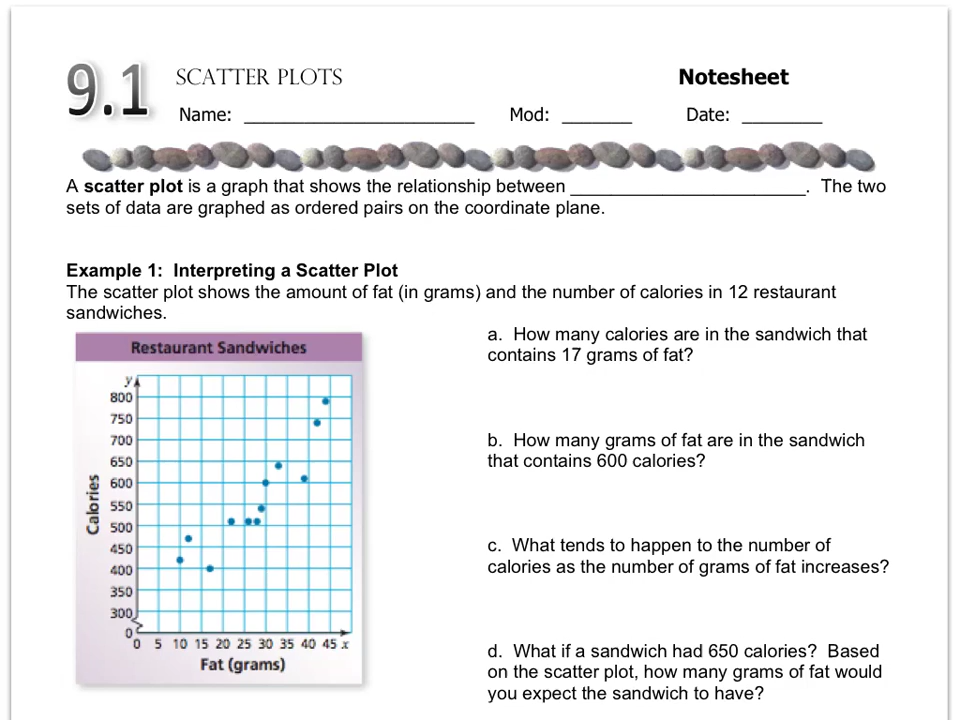 9.1 SCATTER PLOTS Notesheet
Name: _______________________ Mod: _______ Date: ________
A scatter plot is a graph that shows the relationship between ________________________. The two
sets of data are graphed as ordered pairs on the coordinate plane.
Example 1: Interpreting a Scatter Plot
The scatter plot shows the amount of fat (in grams) and the number of calories in 12 restaurant
sandwiches.
Restaurant Sandwiches
y
800
750
700
650
600
550
500
450
400
350
300
0
Calories
0 5 10 15 20 25 30 35 40 45 x
Fat (grams)
a. How many calories are in the sandwich that
contains 17 grams of fat?
b. How many grams of fat are in the sandwich
that contains 600 calories?
c. What tends to happen to the number of
calories as the number of grams of fat increases?
d. What if a sandwich had 650 calories? Based
on the scatter plot, how many grams of fat would
you expect the sandwich to have?